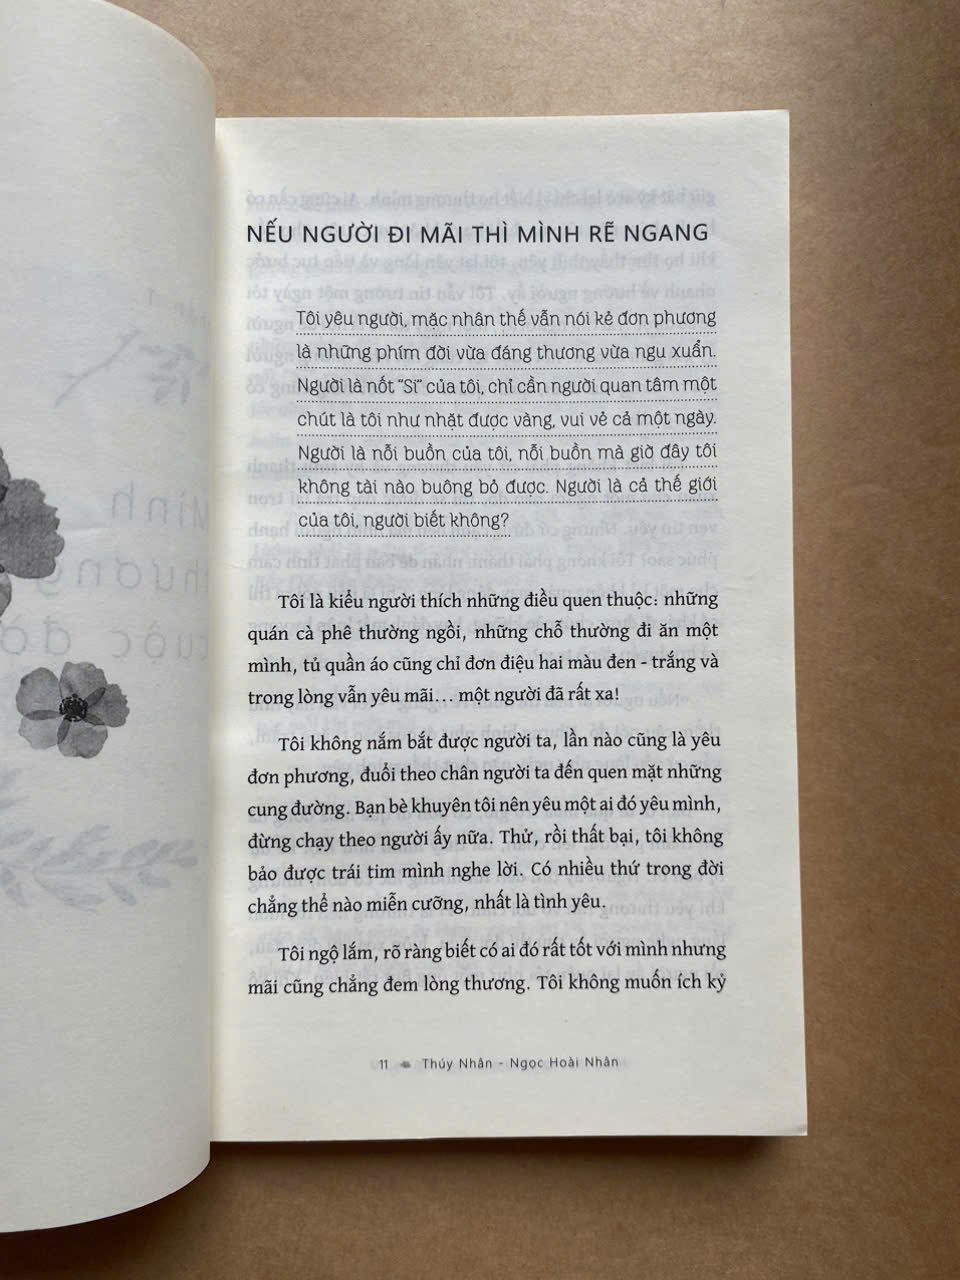 NẾU NGƯỜI ĐI MÃI THÌ MÌNH RẼ NGANG
Tôi yêu người, mặc nhân thế vẫn nói kẻ đơn phương
là những phím đời vừa đáng thương vừa ngu xuẩn.
Người là nốt “Si” của tôi, chỉ cần người quan tâm một
chút là tôi như nhặt được vàng, vui vẻ cả một ngày.
Người là nỗi buồn của tôi, nỗi buồn mà giờ đây tôi
không tài nào buông bỏ được. Người là cả thế giới
của tôi, người biết không?
Tôi là kiểu người thích những điều quen thuộc: những
quán cà phê thường ngồi, những chỗ thường đi ăn một
mình, tủ quần áo cũng chỉ đơn điệu hai màu đen - trắng và
trong lòng vẫn yêu mãi... một người đã rất xa!
Tôi không nắm bắt được người ta, lần nào cũng là yêu
đơn phương, đuổi theo chân người ta đến quen mặt những
cung đường. Bạn bè khuyên tôi nên yêu một ai đó yêu mình,
đừng chạy theo người ấy nữa. Thử, rồi thất bại, tôi không
bảo được trái tim mình nghe lời. Có nhiều thứ trong đời
chẳng thể nào miễn cưỡng, nhất là tình yêu.
Tôi ngộ lắm, rõ ràng biết có ai đó rất tốt với mình nhưng
mãi cũng chẳng đem lòng thương. Tôi không muốn ích kỷ
11 Thúy Nhân - Ngọc Hoài Nhân